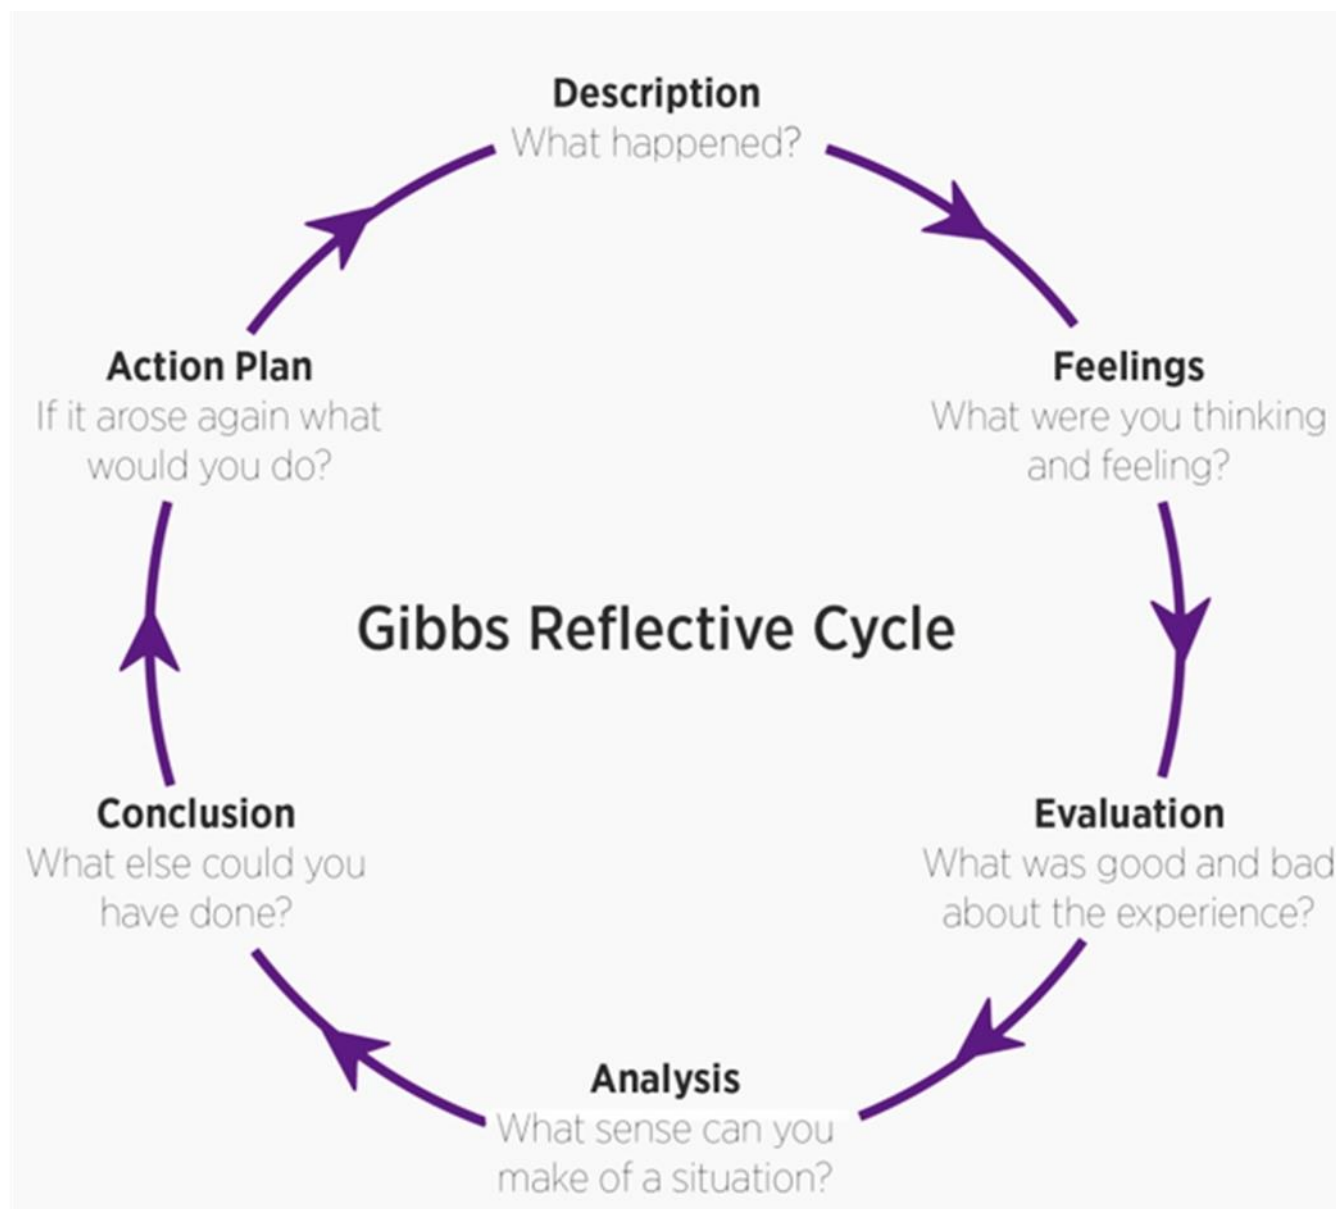 Description
What happened?
Feelings
What were you thinking
and feeling?
Evaluation
What was good and bad
about the experience?
Analysis
What sense can you
make of a situation?
Conclusion
What else could you
have done?
Action Plan
If it arose again what
would you do?
Gibbs Reflective Cycle